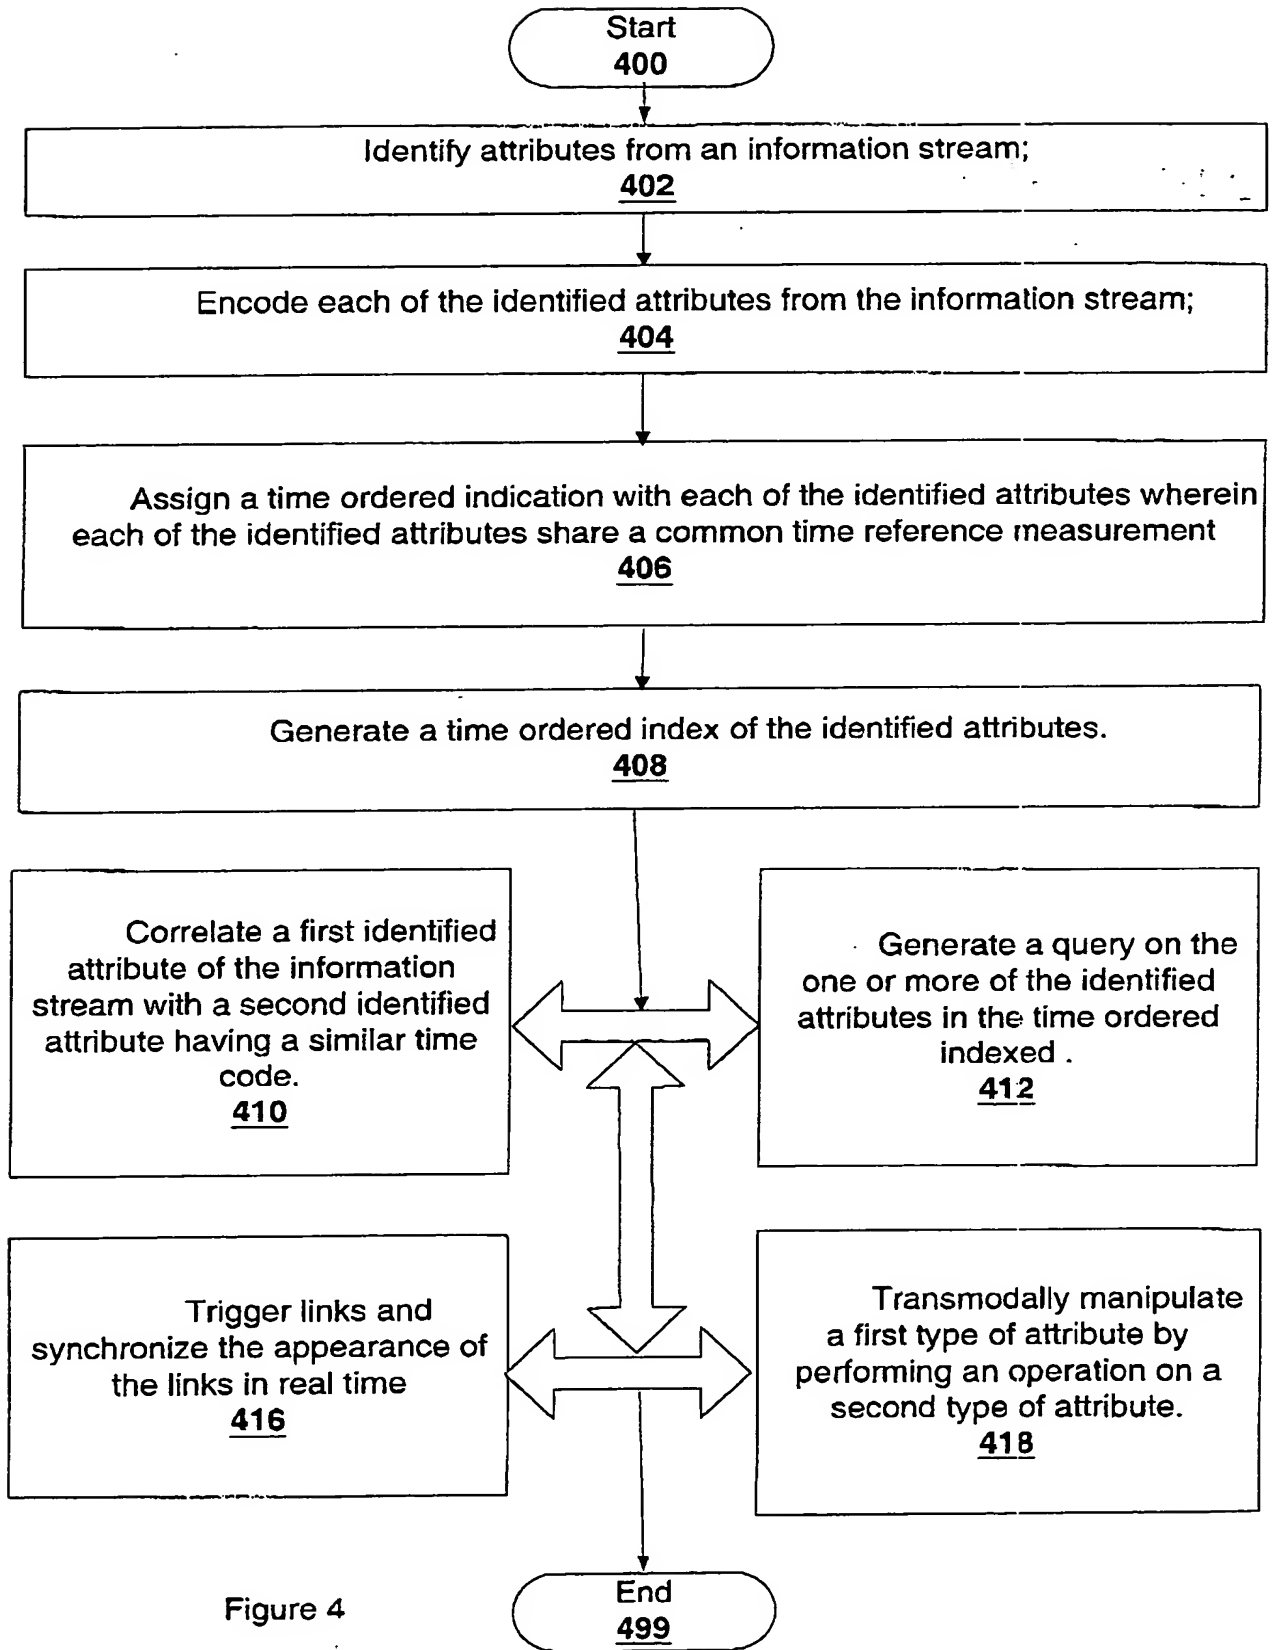 Start
400
Identify attributes from an information stream;
402
Encode each of the identified attributes from the information stream;
404
Assign a time ordered indication with each of the identified attributes wherein
each of the identified attributes share a common time reference measurement
406
Generate a time ordered index of the identified attributes.
408
Correlate a first identified
attribute of the information
stream with a second identified
attribute having a similar time
code.
410
Generate a query on the
one or more of the identified
attributes in the time ordered
indexed .
412
Trigger links and
synchronize the appearance of
the links in real time
416
Transmodally manipulate
a first type of attribute by
performing an operation on a
second type of attribute.
418
End
499
Figure 4